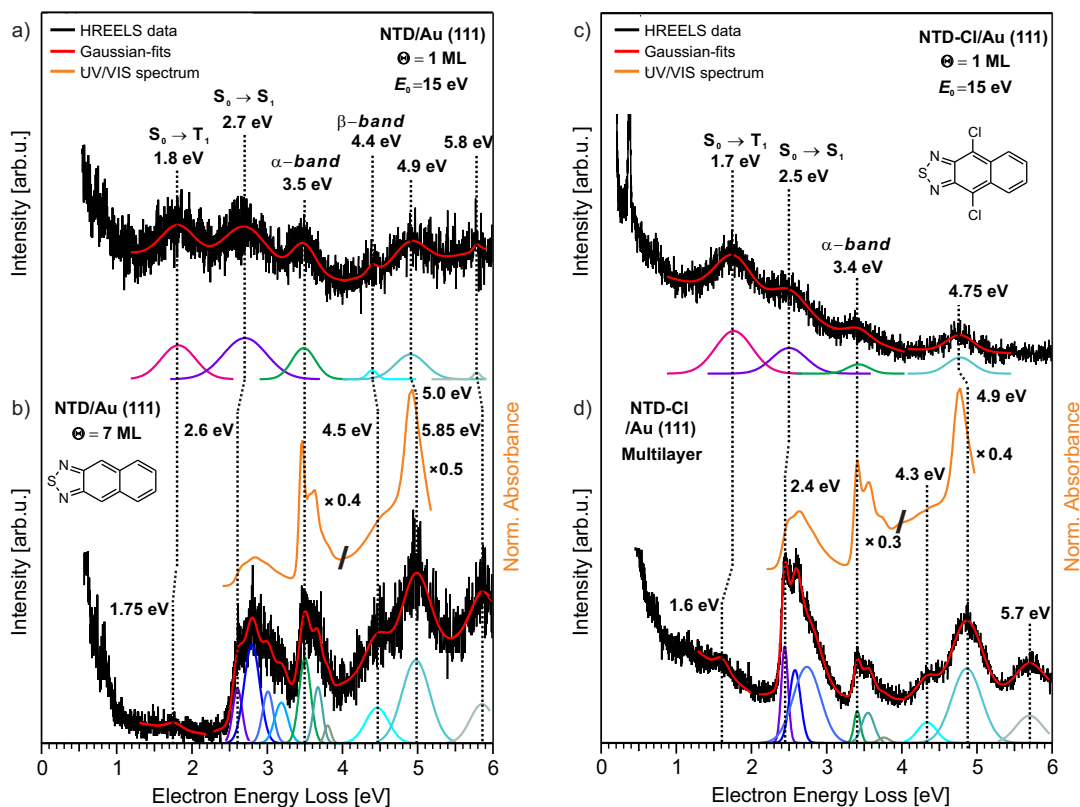 a)
HREELS data
Gaussian-fits
UV/VIS spectrum
NTD/Au (111)
Θ = 1 ML
E₀=15 eV
S₀ → T₁
1.8 eV
S₀ → S₁
2.7 eV
α-band
3.5 eV
β-band
4.4 eV
4.9 eV
5.8 eV
Intensity [arb.u.]
b)
NTD/Au (111)
Θ = 7 ML
N
S
N
1.75 eV
2.6 eV
×0.4
4.5 eV
5.0 eV
5.85 eV
×0.5
Intensity [arb.u.]
Norm. Absorbance
0 1 2 3 4 5 6
Electron Energy Loss [eV]
c)
HREELS data
Gaussian-fits
UV/VIS spectrum
NTD-Cl/Au (111)
Θ = 1 ML
E₀=15 eV
Cl
N
S
N
Cl
S₀ → T₁
1.7 eV
S₀ → S₁
2.5 eV
α-band
3.4 eV
4.75 eV
Intensity [arb.u.]
d)
NTD-Cl
/Au (111)
Multilayer
1.6 eV
2.4 eV
×0.3
4.3 eV
4.9 eV
×0.4
5.7 eV
Intensity [arb.u.]
Norm. Absorbance
0 1 2 3 4 5 6
Electron Energy Loss [eV]